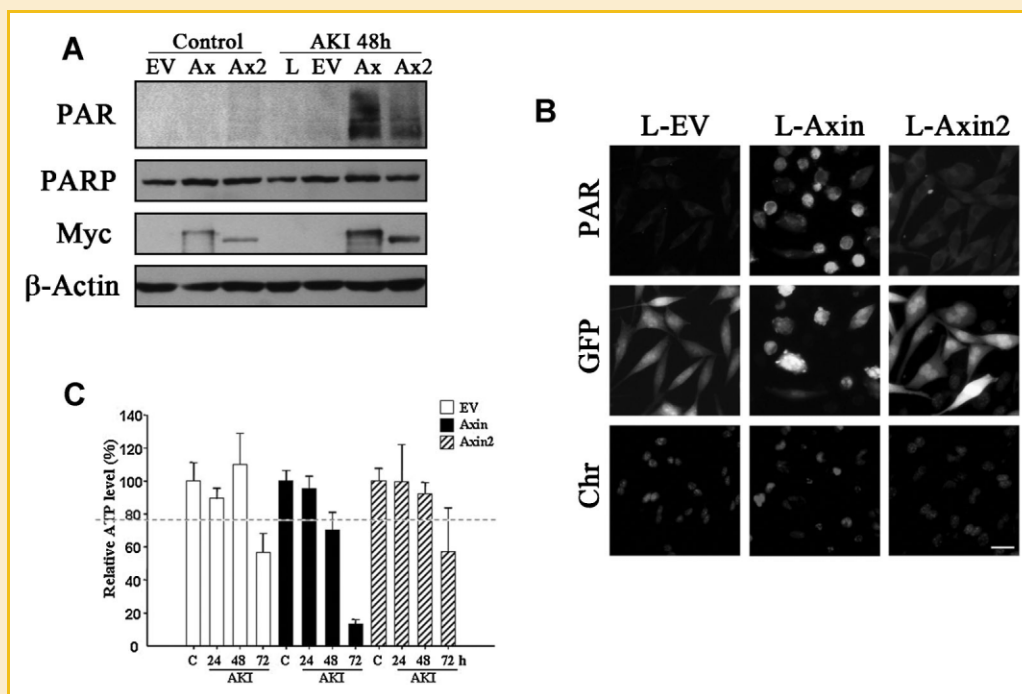 A
Control AKI 48h
EV Ax Ax2 L EV Ax Ax2
PAR
PARP
Myc
β-Actin
B
L-EV L-Axin L-Axin2
PAR
GFP
Chr
C
Relative ATP level (%)
140
120
100
80
60
40
20
0
EV
Axin
Axin2
C 24 48 72 C 24 48 72 C 24 48 72 h
AKI AKI AKI